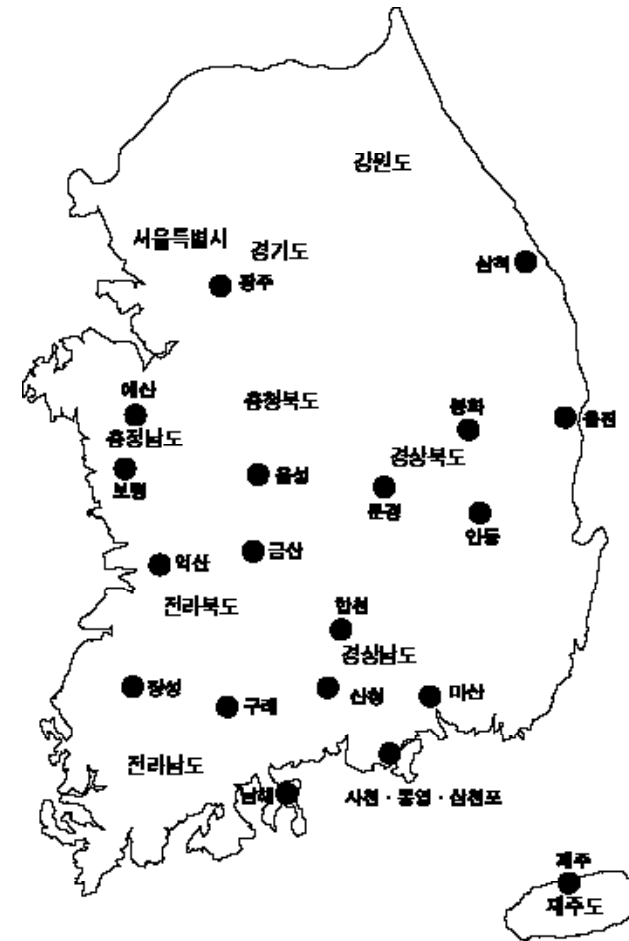 강원도
서울특별시
경기도
삼척
광주
예산
충청북도
봉화
울진
충청남도
경상북도
보령
음성
문경
안동
금산
익산
전라북도
합천
경상남도
장성
산청
마산
구례
전라남도
남해
사천 · 통영 · 삼천포
제주
제주도